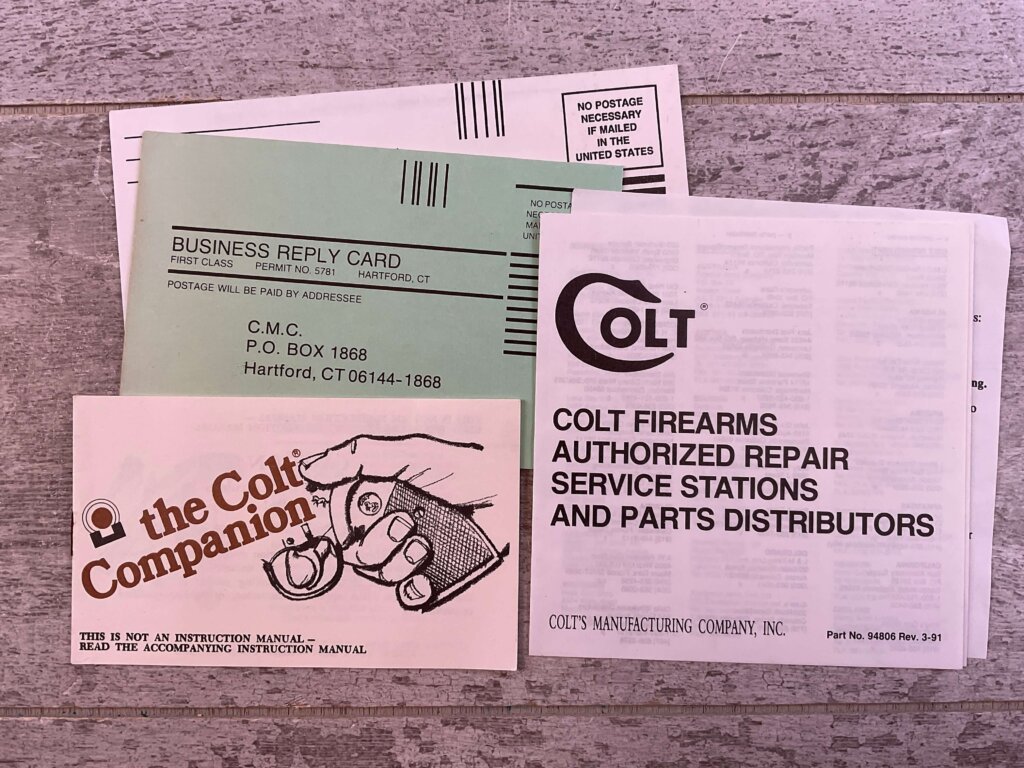 NO POSTAGE
NECESSARY
IF MAILED
IN THE
UNITED STATES
BUSINESS REPLY CARD
FIRST CLASS PERMIT NO. 5781 HARTFORD, CT
POSTAGE WILL BE PAID BY ADDRESSEE
C.M.C.
P.O. BOX 1868
Hartford, CT 06144-1868
NO
COLT®
COLT FIREARMS
AUTHORIZED REPAIR
SERVICE STATIONS
AND PARTS DISTRIBUTORS
COLT'S MANUFACTURING COMPANY, INC.
Part No. 94806 Rev. 3-91
the Colt®
Companion
THIS IS NOT AN INSTRUCTION MANUAL –
READ THE ACCOMPANYING INSTRUCTION MANUAL